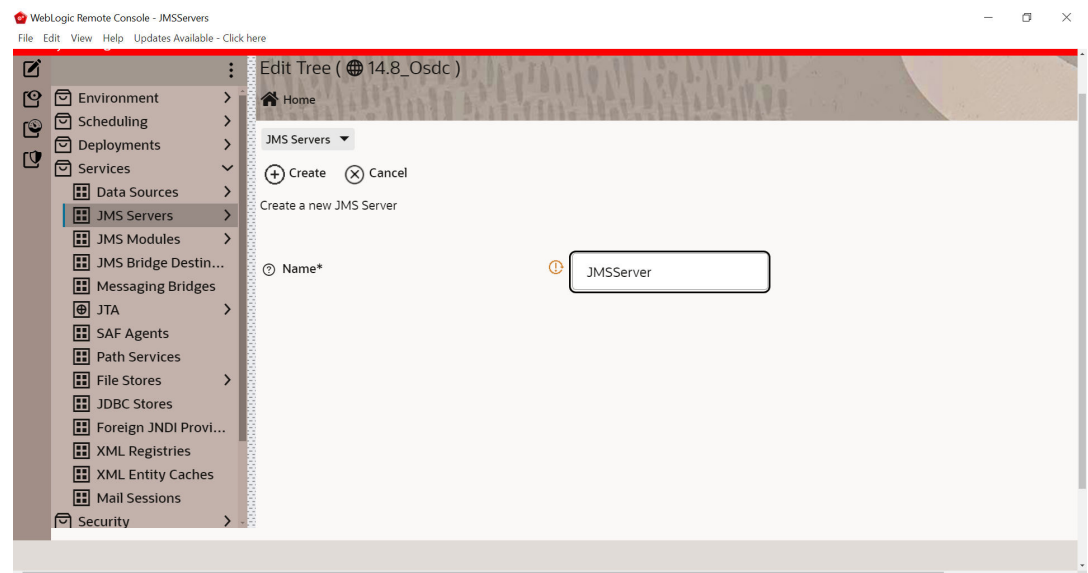 WebLogic Remote Console - JMSServers
File Edit View Help Updates Available - Click here
Edit Tree ( 14.8_Osdc )
Home
Environment
Scheduling
Deployments
Services
Data Sources
JMS Servers
JMS Modules
JMS Bridge Destin...
Messaging Bridges
JTA
SAF Agents
Path Services
File Stores
JDBC Stores
Foreign JNDI Provi...
XML Registries
XML Entity Caches
Mail Sessions
Security
JMS Servers
Create Cancel
Create a new JMS Server
Name*
JMSServer